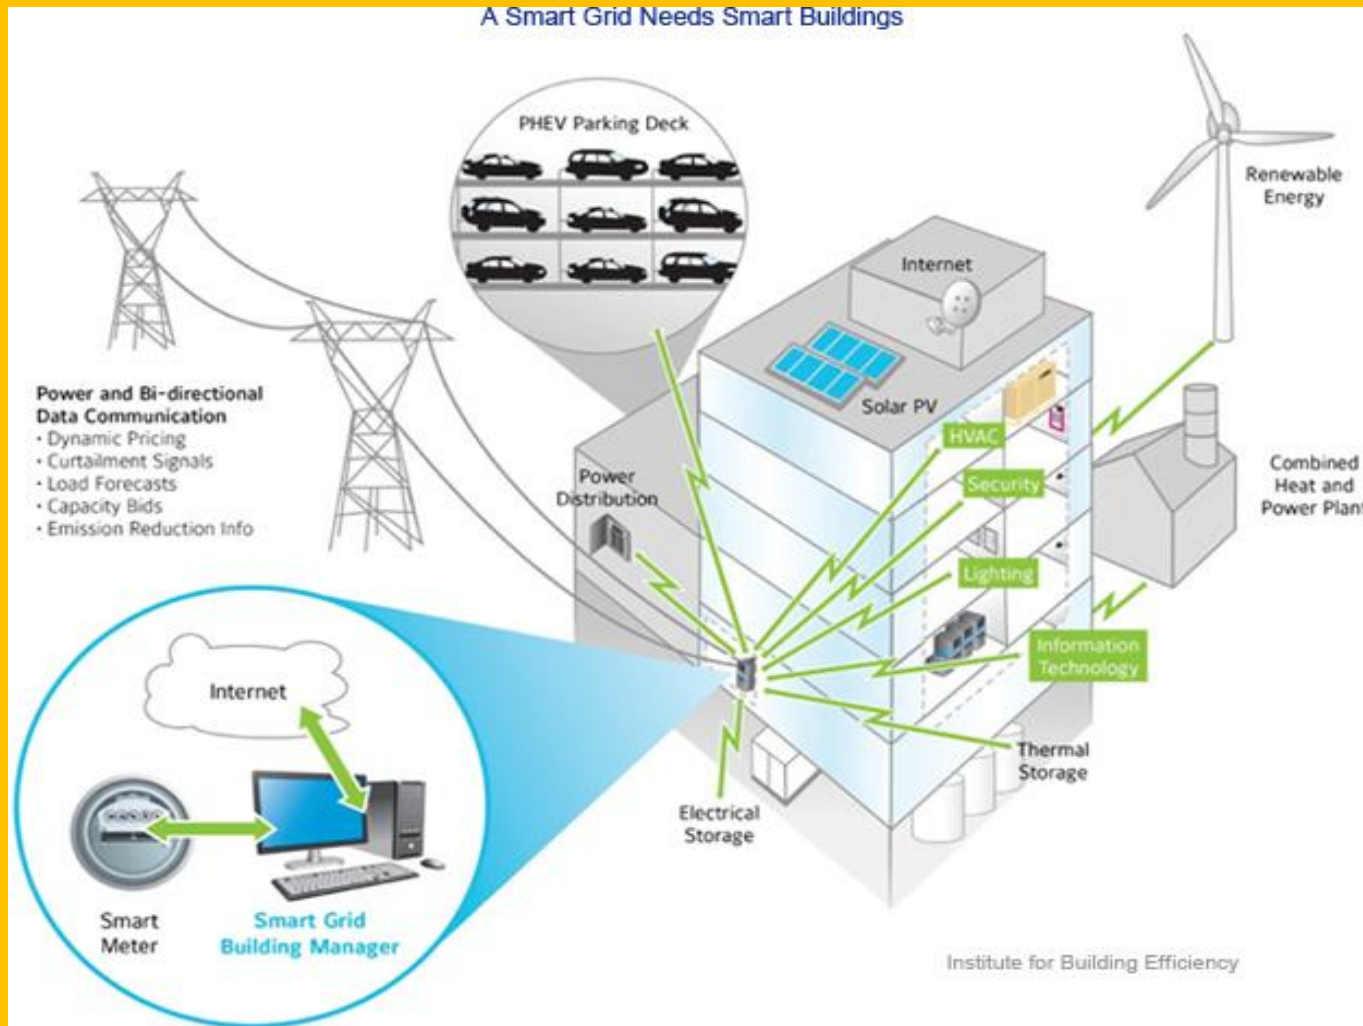 A Smart Grid Needs Smart Buildings
PHEV Parking Deck
Renewable
Energy
Internet
Solar PV
Power and Bi-directional
Data Communication
• Dynamic Pricing
• Curtailment Signals
• Load Forecasts
• Capacity Bids
• Emission Reduction Info
HVAC
Power
Distribution
Security
Combined
Heat and
Power Plant
Lighting
Information
Technology
Internet
Thermal
Storage
Electrical
Storage
Smart
Meter
Smart Grid
Building Manager
Institute for Building Efficiency